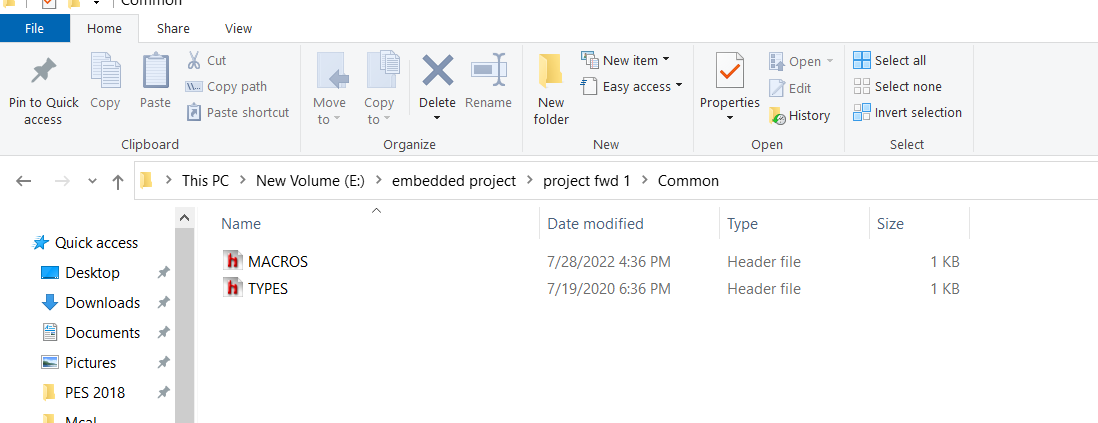 Common
File Home Share View
Pin to Quick access
Copy
Paste
Cut
Copy path
Paste shortcut
Clipboard
Move to
Copy to
Delete
Rename
Organize
New folder
New item
Easy access
New
Properties
Open
Edit
History
Open
Select all
Select none
Invert selection
Select
This PC > New Volume (E:) > embedded project > project fwd 1 > Common
Name Date modified Type Size
Quick access
Desktop
Downloads
Documents
Pictures
PES 2018
Mcal
MACROS 7/28/2022 4:36 PM Header file 1 KB
TYPES 7/19/2020 6:36 PM Header file 1 KB